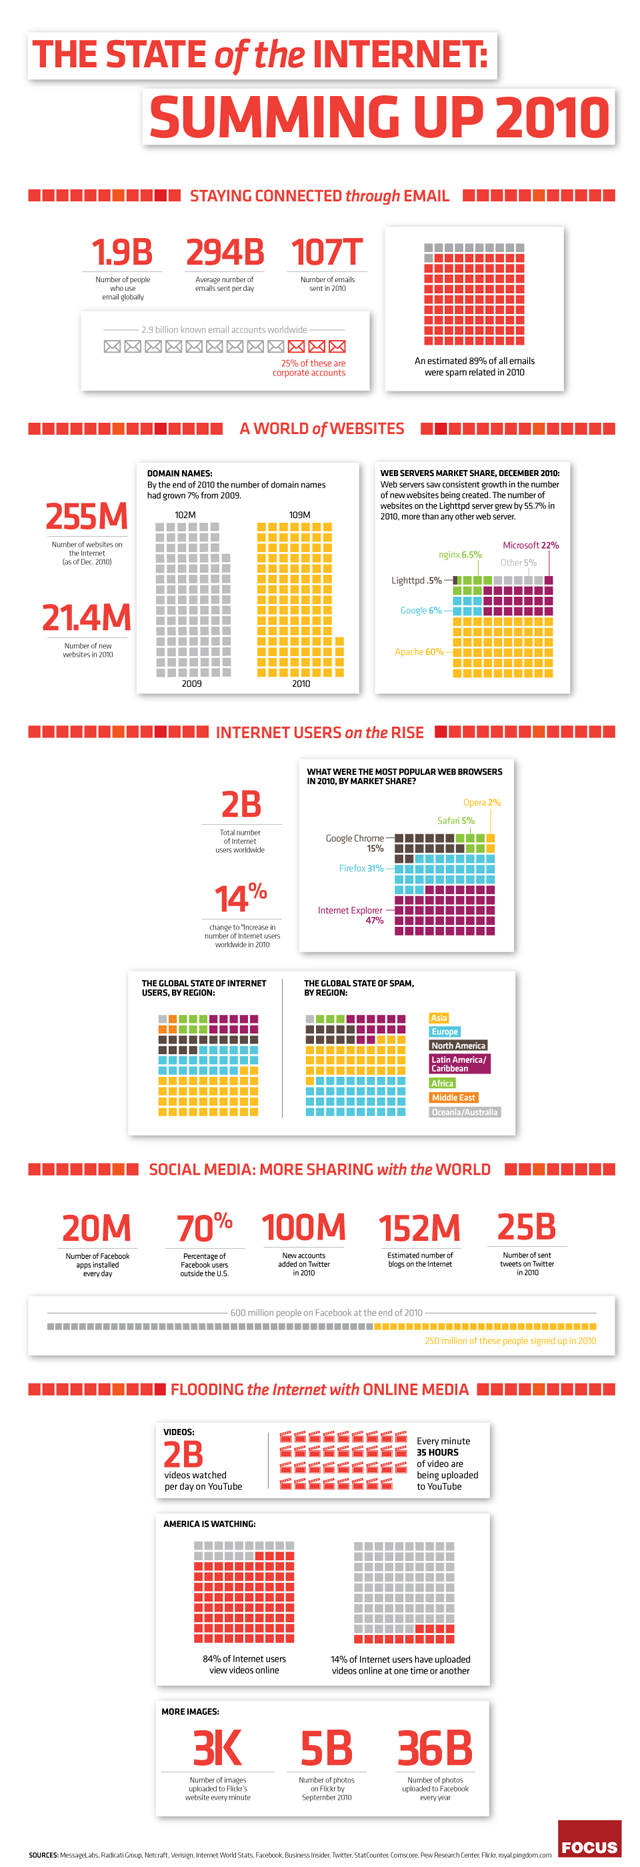 THE STATE of the INTERNET:
SUMMING UP 2010
STAYING CONNECTED through EMAIL
1.9B
Number of people
who use
email globally
294B
Average number of
emails sent per day
107T
Number of emails
sent in 2010
2.9 billion known email accounts worldwide
25% of these are
corporate accounts
An estimated 89% of all emails
were spam related in 2010
A WORLD of WEBSITES
255M
Number of websites on
the Internet
(as of Dec. 2010)
21.4M
Number of new
websites in 2010
DOMAIN NAMES:
By the end of 2010 the number of domain names
had grown 7% from 2009.
102M
109M
2009
2010
WEB SERVERS MARKET SHARE, DECEMBER 2010:
Web servers saw consistent growth in the number
of new websites being created. The number of
websites on the Lighttpd server grew by 55.7% in
2010, more than any other web server.
Microsoft 22%
nginx 6.5%
Other 5%
Lighttpd .5%
Google 6%
Apache 60%
INTERNET USERS on the RISE
2B
Total number
of Internet
users worldwide
14%
change to "Increase in
number of Internet users
worldwide in 2010
WHAT WERE THE MOST POPULAR WEB BROWSERS
IN 2010, BY MARKET SHARE?
Opera 2%
Safari 5%
Google Chrome
15%
Firefox 31%
Internet Explorer
47%
THE GLOBAL STATE OF INTERNET
USERS, BY REGION:
THE GLOBAL STATE OF SPAM,
BY REGION:
Asia
Europe
North America
Latin America/
Caribbean
Africa
Middle East
Oceania/Australia
SOCIAL MEDIA: MORE SHARING with the WORLD
20M
Number of Facebook
apps installed
every day
70%
Percentage of
Facebook users
outside the U.S.
100M
New accounts
added on Twitter
in 2010
152M
Estimated number of
blogs on the Internet
25B
Number of sent
tweets on Twitter
in 2010
600 million people on Facebook at the end of 2010
250 million of these people signed up in 2010
FLOODING the Internet with ONLINE MEDIA
VIDEOS:
2B
videos watched
per day on YouTube
Every minute
35 HOURS
of video are
being uploaded
to YouTube
AMERICA IS WATCHING:
84% of Internet users
view videos online
14% of Internet users have uploaded
videos online at one time or another
MORE IMAGES:
3K
Number of images
uploaded to Flickr's
website every minute
5B
Number of photos
on Flickr by
September 2010
36B
Number of photos
uploaded to Facebook
every year
FOCUS
SOURCES: MessageLabs, Radicati Group, Netcraft, Verisign, Internet World Stats, Facebook, Business Insider, Twitter, StatCounter, Comscore, Pew Research Center, Flickr, royal.pingdom.com